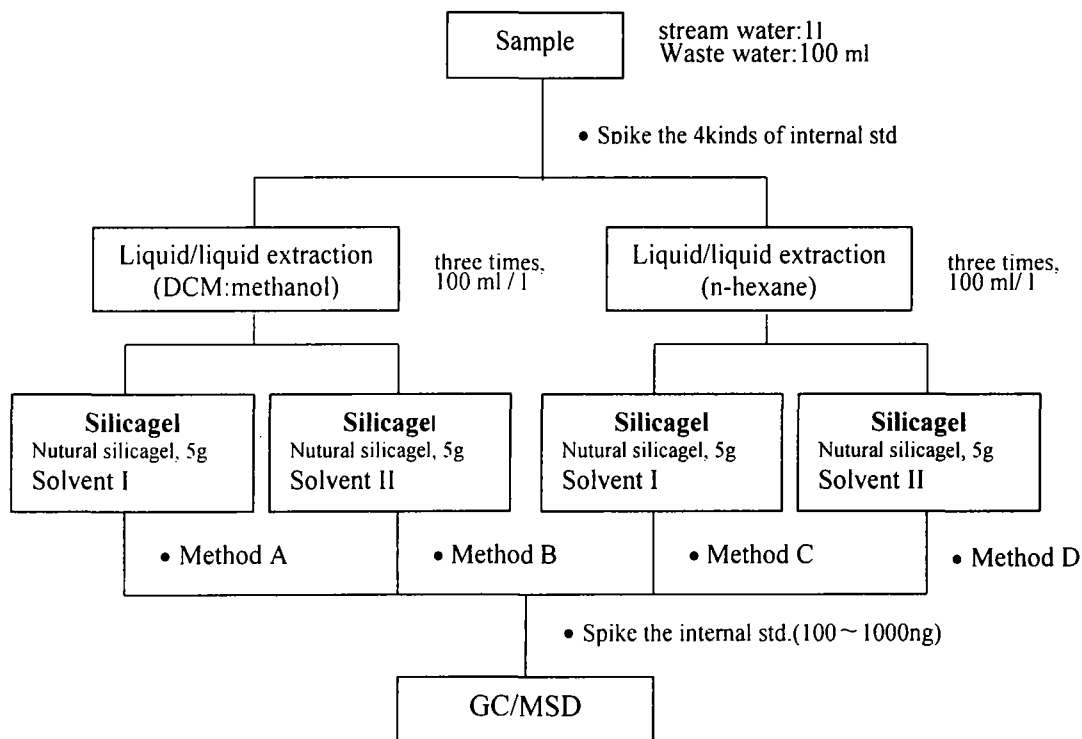 Sample
stream water:1l
Waste water:100 ml
• Spike the 4kinds of internal std
Liquid/liquid extraction
(DCM:methanol)
three times,
100 ml / l
Liquid/liquid extraction
(n-hexane)
three times,
100 ml/ l
Silicagel
Nutural silicagel, 5g
Solvent I
Silicagel
Nutural silicagel, 5g
Solvent II
Silicagel
Nutural silicagel, 5g
Solvent I
Silicagel
Nutural silicagel, 5g
Solvent II
• Method A
• Method B
• Method C
• Method D
• Spike the internal std.(100~1000ng)
GC/MSD